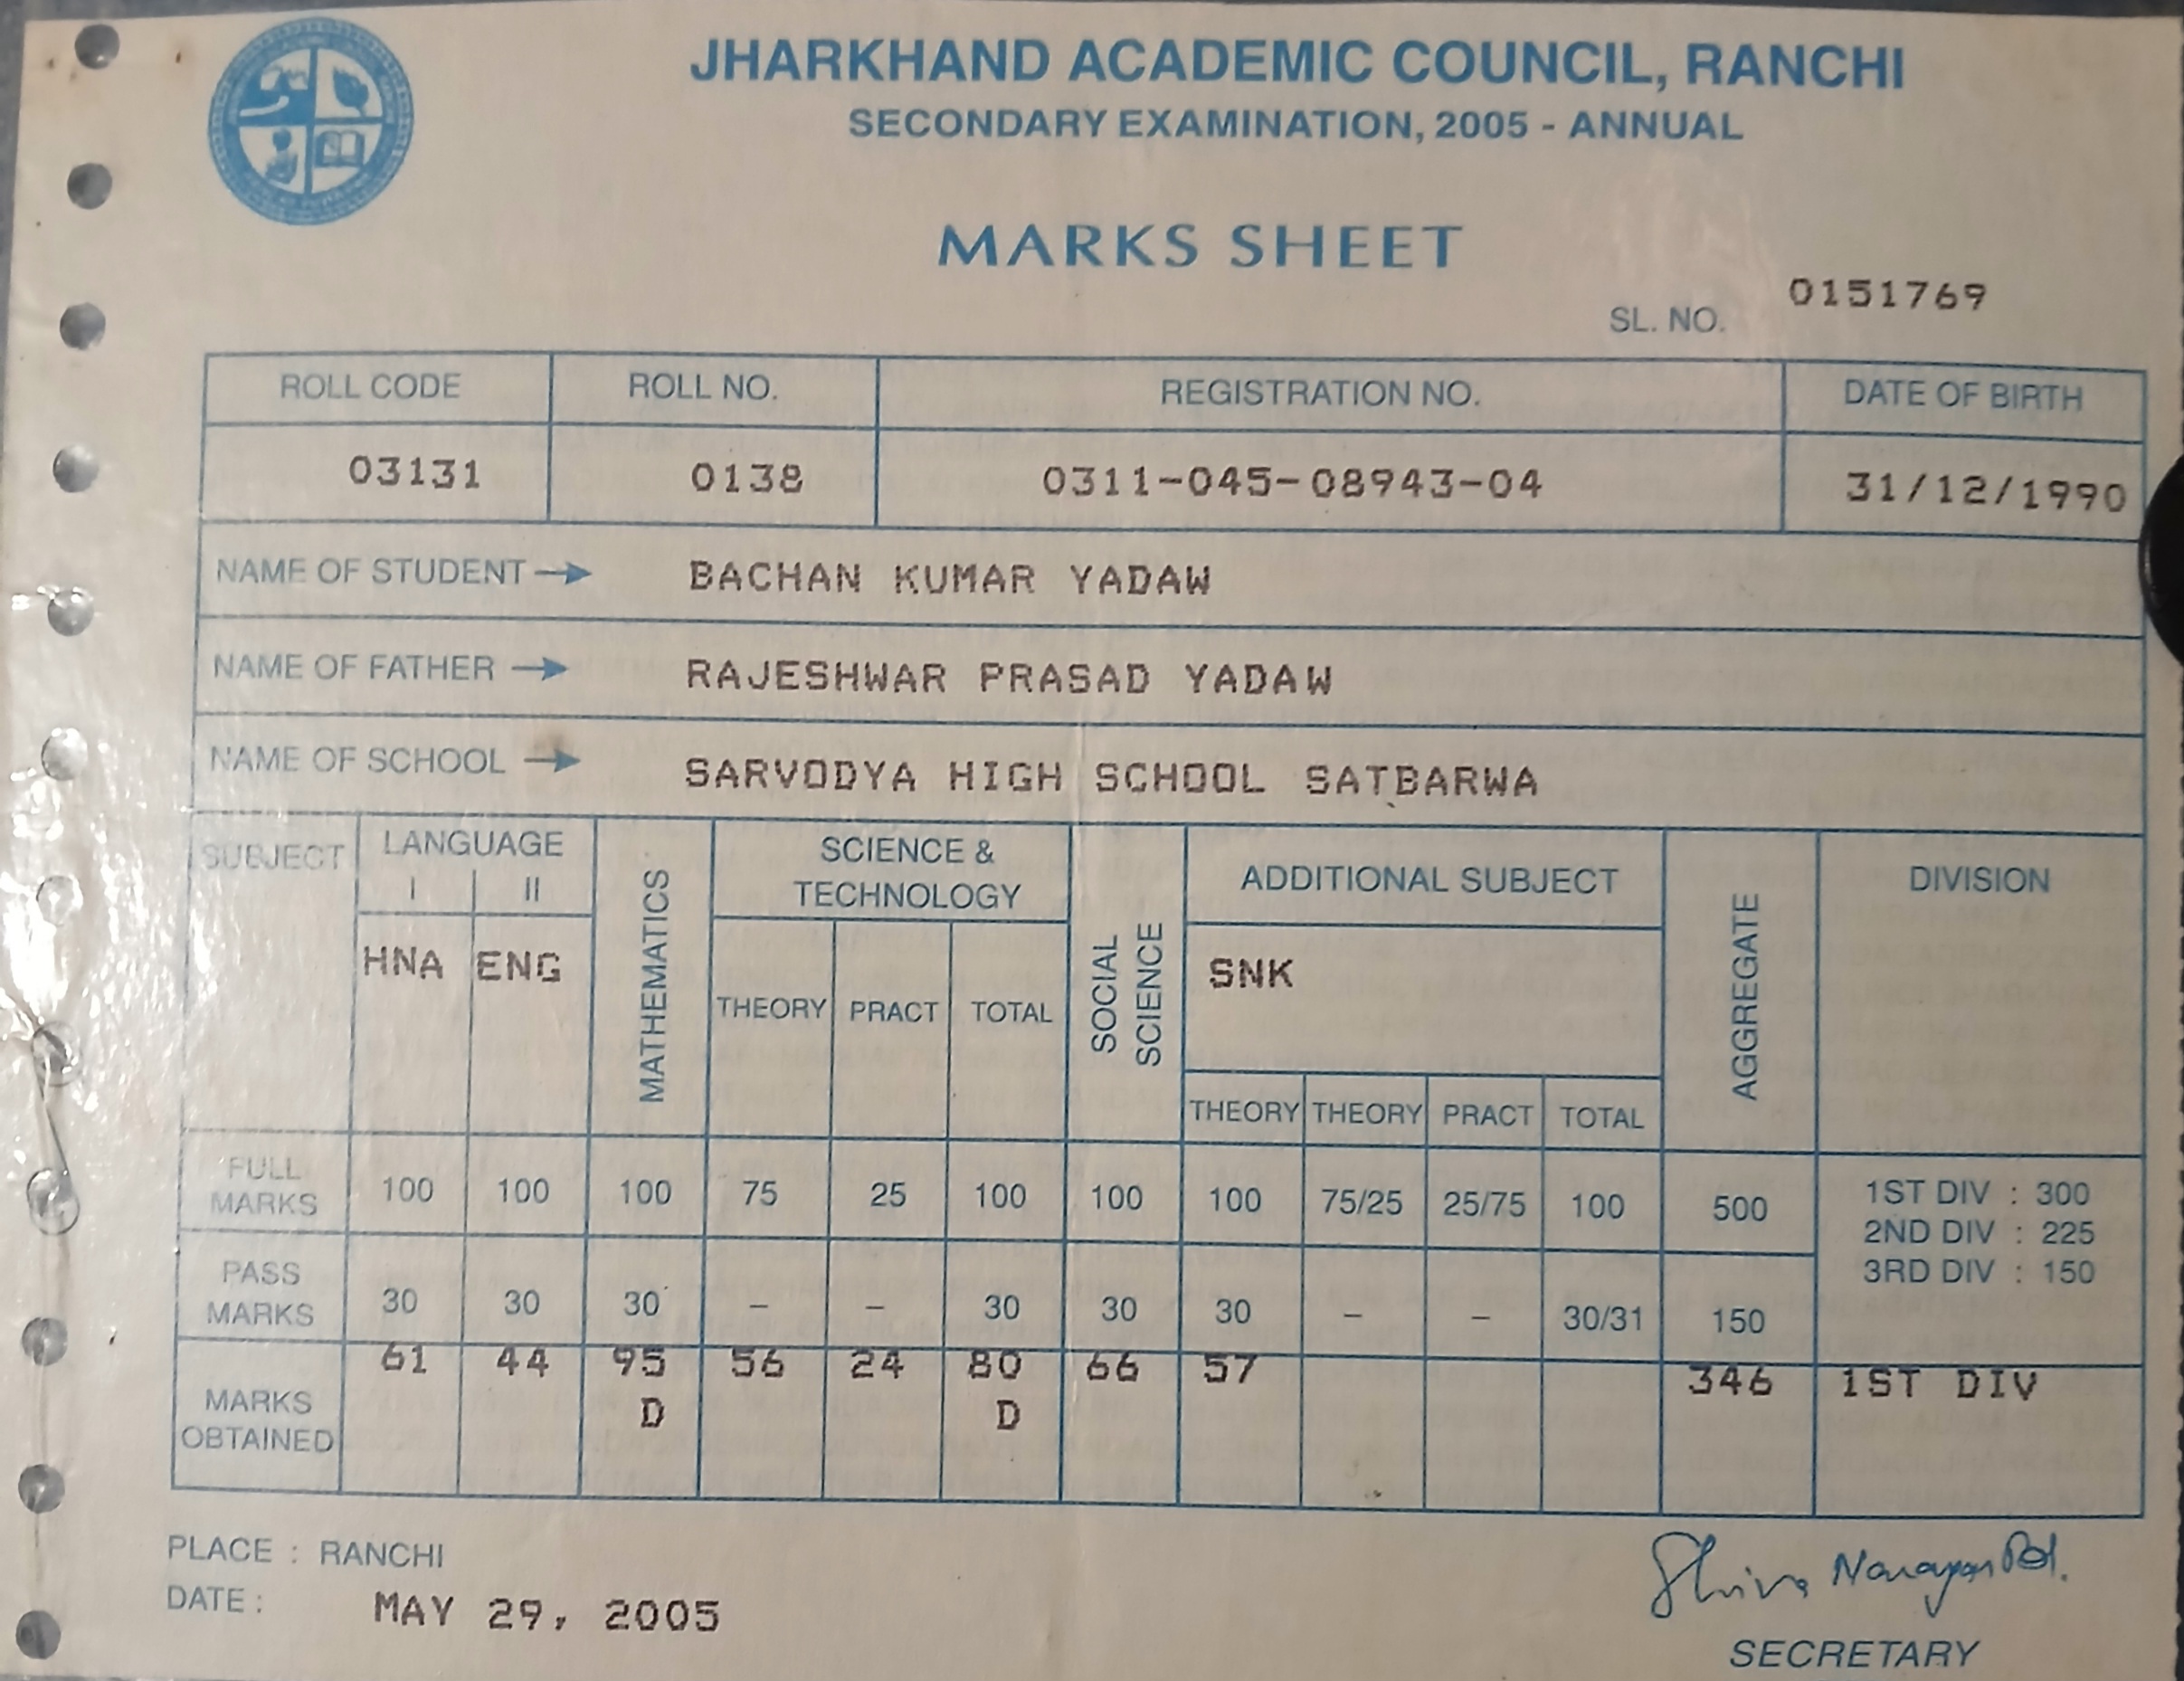 JHARKHAND ACADEMIC COUNCIL, RANCHI
SECONDARY EXAMINATION, 2005 - ANNUAL
MARKS SHEET
SL. NO. 0151769
ROLL CODE ROLL NO. REGISTRATION NO. DATE OF BIRTH
03131 0138 0311-045-08943-04 31/12/1990
NAME OF STUDENT → BACHAN KUMAR YADAW
NAME OF FATHER → RAJESHWAR PRASAD YADAW
NAME OF SCHOOL → SARVODYA HIGH SCHOOL SATBARWA
SUBJECT LANGUAGE MATHEMATICS SCIENCE & TECHNOLOGY SOCIAL SCIENCE ADDITIONAL SUBJECT AGGREGATE DIVISION
I II
HNA ENG SNK
THEORY PRACT TOTAL
THEORY THEORY PRACT TOTAL
FULL MARKS 100 100 100 75 25 100 100 100 75/25 25/75 100 500
1ST DIV : 300
2ND DIV : 225
3RD DIV : 150
PASS MARKS 30 30 30 – – 30 30 30 – – 30/31 150
MARKS OBTAINED 61 44 95 56 24 80 66 57 346 1ST DIV
D D
PLACE : RANCHI
DATE : MAY 29, 2005
Shiva Narayan
SECRETARY